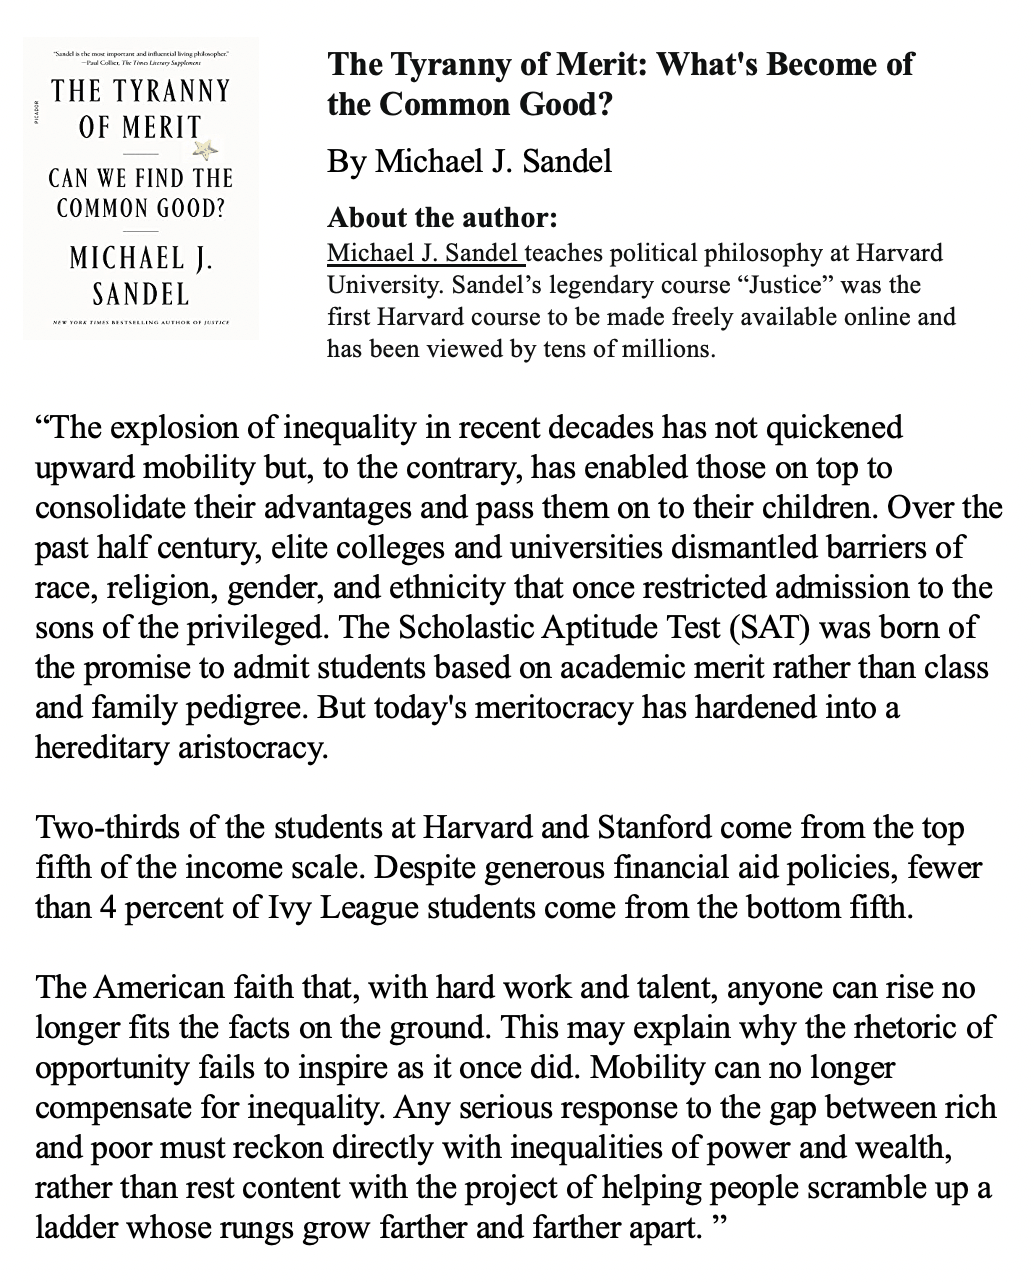 "Sandel is the most important and influential living philosopher."
—Paul Collier, The Times Literary Supplement
THE TYRANNY
OF MERIT
CAN WE FIND THE
COMMON GOOD?
MICHAEL J.
SANDEL
NEW YORK TIMES BESTSELLING AUTHOR OF JUSTICE
PICADOR
The Tyranny of Merit: What's Become of
the Common Good?
By Michael J. Sandel
About the author:
Michael J. Sandel teaches political philosophy at Harvard
University. Sandel’s legendary course “Justice” was the
first Harvard course to be made freely available online and
has been viewed by tens of millions.
“The explosion of inequality in recent decades has not quickened
upward mobility but, to the contrary, has enabled those on top to
consolidate their advantages and pass them on to their children. Over the
past half century, elite colleges and universities dismantled barriers of
race, religion, gender, and ethnicity that once restricted admission to the
sons of the privileged. The Scholastic Aptitude Test (SAT) was born of
the promise to admit students based on academic merit rather than class
and family pedigree. But today's meritocracy has hardened into a
hereditary aristocracy.
Two-thirds of the students at Harvard and Stanford come from the top
fifth of the income scale. Despite generous financial aid policies, fewer
than 4 percent of Ivy League students come from the bottom fifth.
The American faith that, with hard work and talent, anyone can rise no
longer fits the facts on the ground. This may explain why the rhetoric of
opportunity fails to inspire as it once did. Mobility can no longer
compensate for inequality. Any serious response to the gap between rich
and poor must reckon directly with inequalities of power and wealth,
rather than rest content with the project of helping people scramble up a
ladder whose rungs grow farther and farther apart. ”